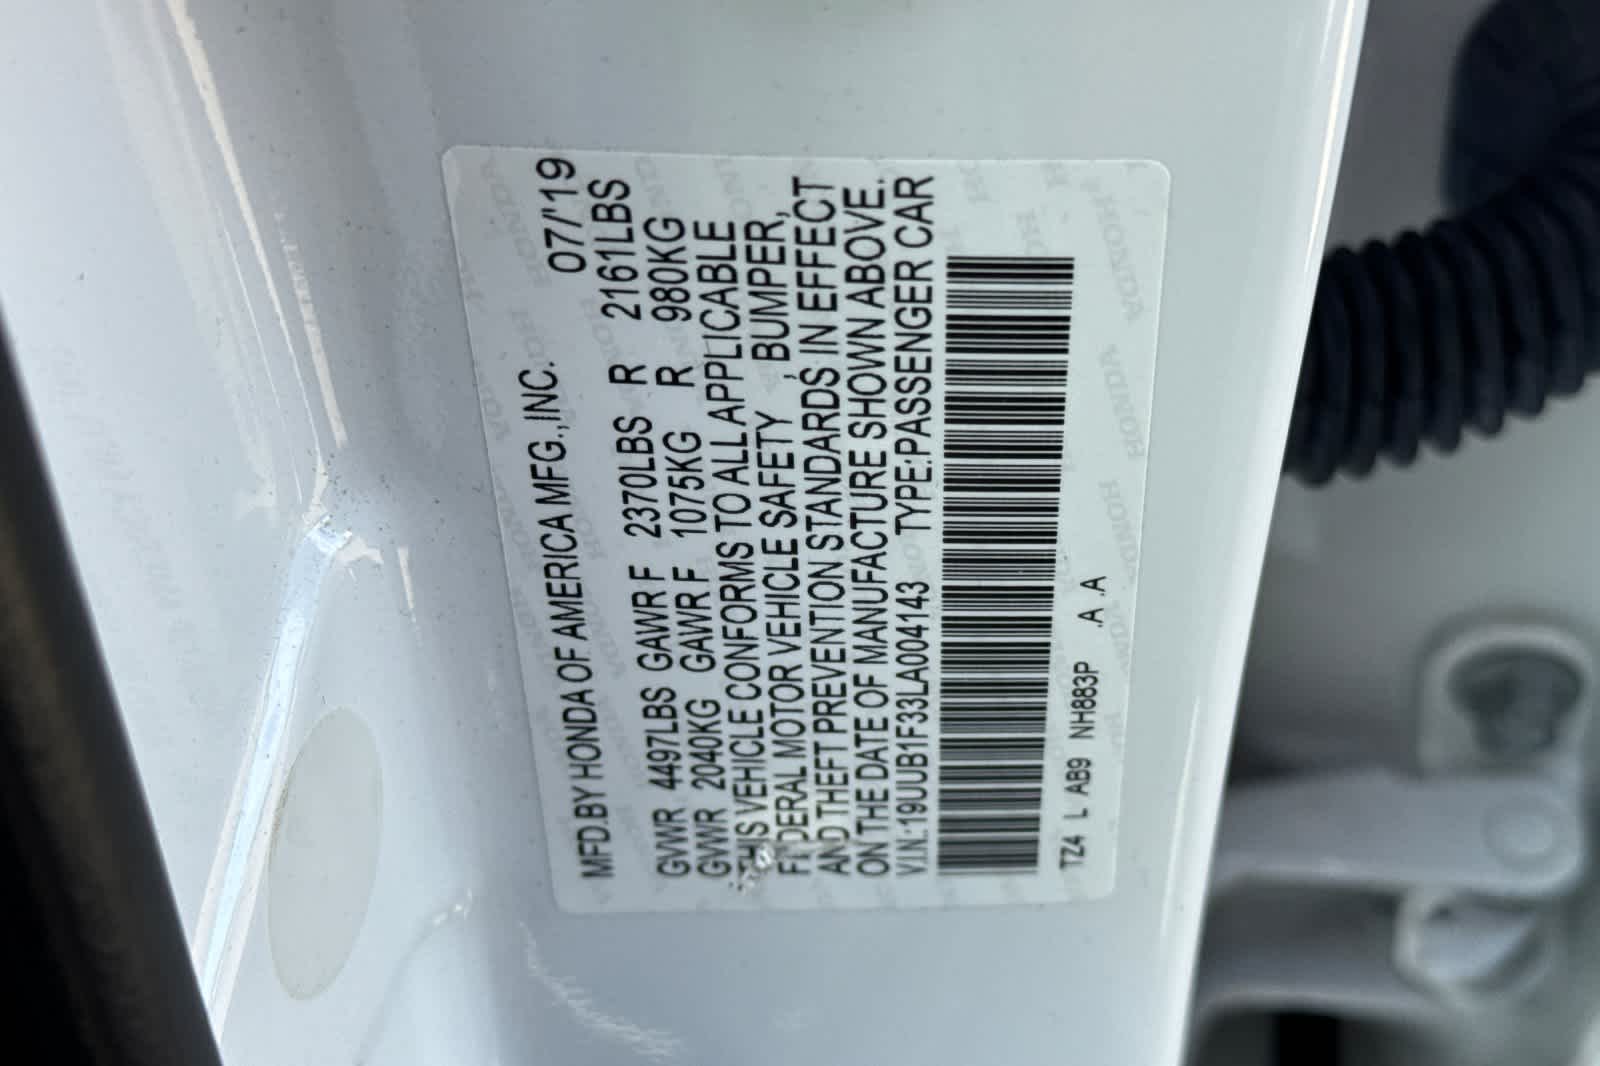 MFD.BY HONDA OF AMERICA MFG.,INC. 07/'19
GVWR 4497LBS GAWR F 2370LBS R 2161LBS
GVWR 2040KG GAWR F 1075KG R 980KG
THIS VEHICLE CONFORMS TO ALL APPLICABLE
FEDERAL MOTOR VEHICLE SAFETY , BUMPER,
AND THEFT PREVENTION STANDARDS IN EFFECT
ON THE DATE OF MANUFACTURE SHOWN ABOVE.
V.I.N.:19UUB1F33LA004143 TYPE:PASSENGER CAR
TZ4 L AB9 NH883P .A .A